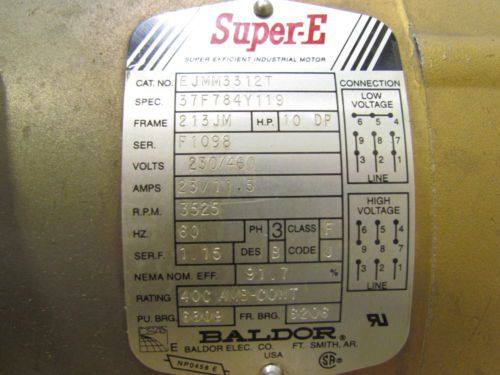 Super-E
SUPER-EFFICIENT INDUSTRIAL MOTOR
CAT. NO. EJMM3312T
SPEC. 37F784Y119
FRAME 213JM H.P. 10 DP
SER. F1098
VOLTS 230/460
AMPS 23/11.5
R.P.M. 3525
HZ. 60 PH 3 CLASS F
SER.F. 1.15 DES B CODE J
NEMA NOM. EFF. 91.7 %
RATING 40C AMB-CONT
PU. BRG. 6309 FR. BRG. 6206
BALDOR
E BALDOR ELEC. CO. FT. SMITH, AR.
USA
NP0456 E
CONNECTION
LOW
VOLTAGE
6 5 4
9 8 7
3 2 1
LINE
HIGH
VOLTAGE
6 5 4
9 8 7
3 2 1
LINE